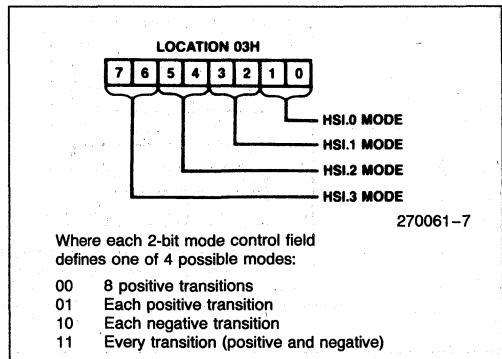 LOCATION 03H
7 6 5 4 3 2 1 0
HSI.0 MODE
HSI.1 MODE
HSI.2 MODE
HSI.3 MODE
270061-7
Where each 2-bit mode control field
defines one of 4 possible modes:
00 8 positive transitions
01 Each positive transition
10 Each negative transition
11 Every transition (positive and negative)